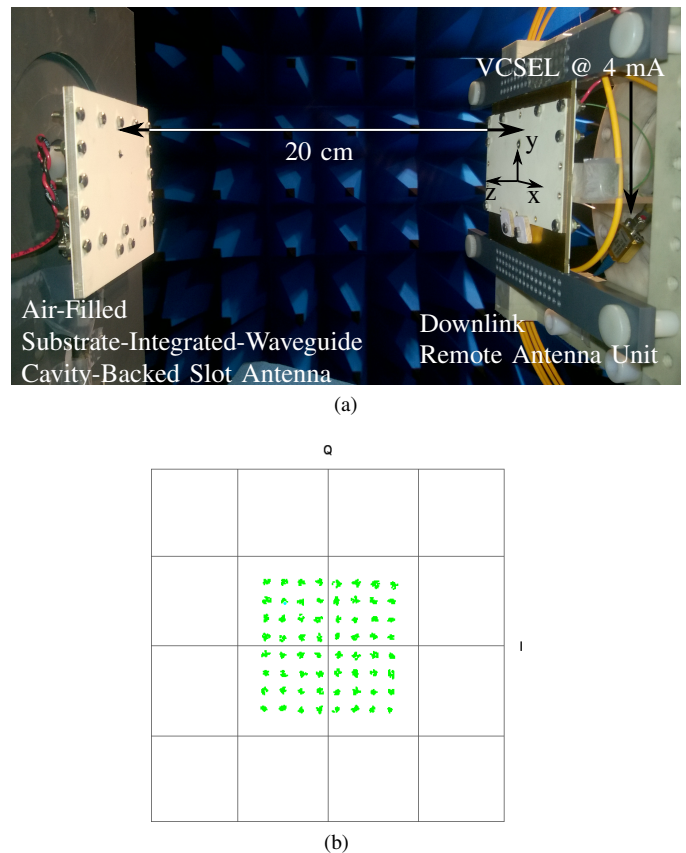 VCSEL @ 4 mA
20 cm
y
z
x
Air-Filled
Substrate-Integrated-Waveguide
Cavity-Backed Slot Antenna
Downlink
Remote Antenna Unit
(a)
Q
I
(b)